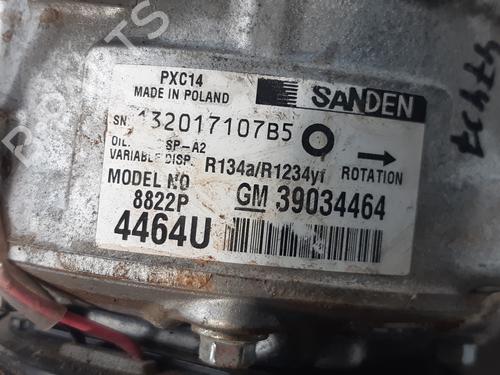 PXC14
MADE IN POLAND
SANDEN
SN 132017107B5
OIL. SP-A2
VARIABLE DISP. R134a/R1234yf
ROTATION
MODEL NO
8822P
GM 39034464
4464U